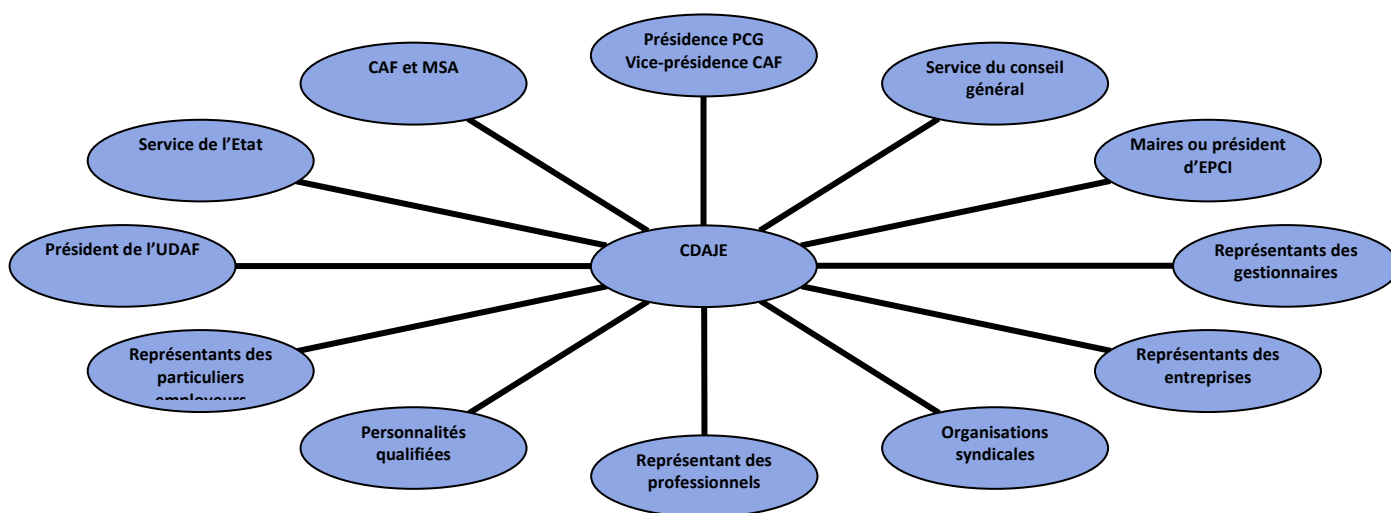 Présidence PCG
Vice-présidence CAF
CAF et MSA
Service du conseil
général
Service de l’Etat
Maires ou président
d’EPCI
Président de l’UDAF
CDAJE
Représentants des
gestionnaires
Représentants des
particuliers
employeurs
Représentants des
entreprises
Personnalités
qualifiées
Représentant des
professionnels
Organisations
syndicales